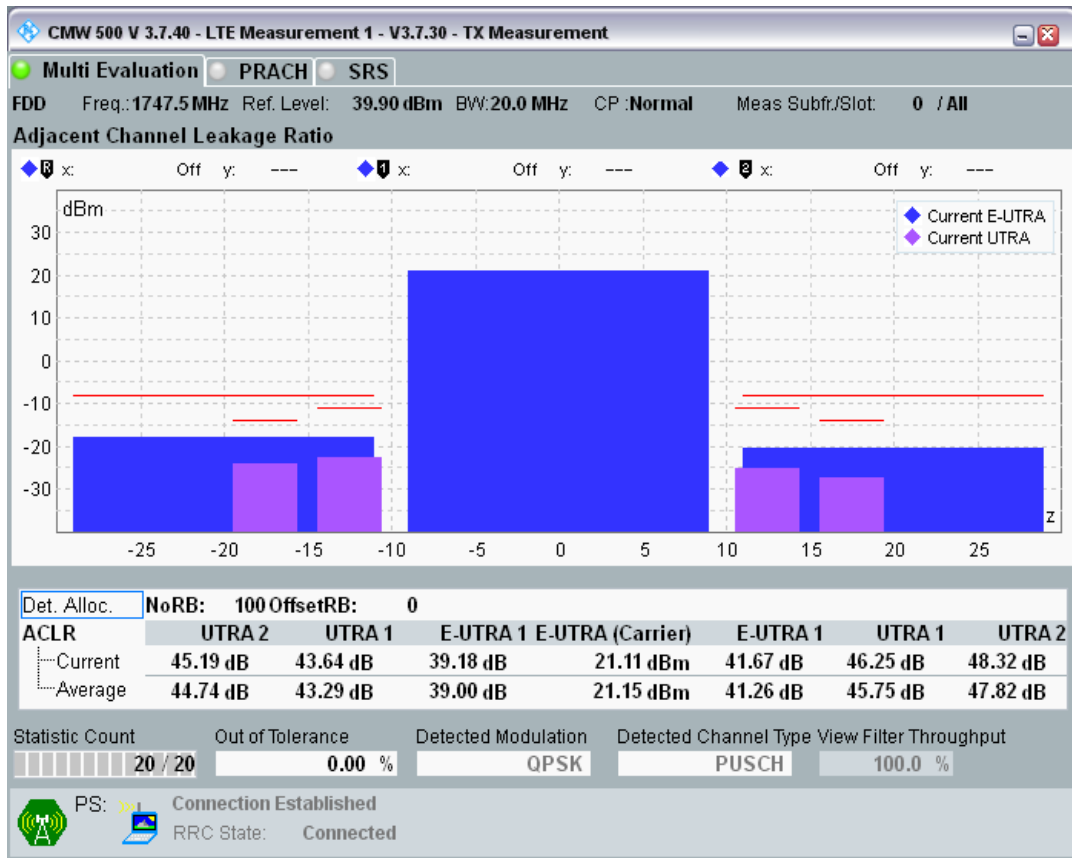 CMW 500 V 3.7.40 - LTE Measurement 1 - V3.7.30 - TX Measurement
Multi Evaluation PRACH SRS
FDD Freq.: 1747.5 MHz Ref. Level: 39.90 dBm BW: 20.0 MHz CP : Normal Meas Subfr./Slot: 0 / All
Adjacent Channel Leakage Ratio
R x: Off y: --- 1 x: Off y: --- 2 x: Off y: ---
dBm
Current E-UTRA
Current UTRA
30
20
10
0
-10
-20
-30
z
-25 -20 -15 -10 -5 0 5 10 15 20 25
Det. Alloc. NoRB: 100 OffsetRB: 0
ACLR UTRA 2 UTRA 1 E-UTRA 1 E-UTRA (Carrier) E-UTRA 1 UTRA 1 UTRA 2
Current 45.19 dB 43.64 dB 39.18 dB 21.11 dBm 41.67 dB 46.25 dB 48.32 dB
Average 44.74 dB 43.29 dB 39.00 dB 21.15 dBm 41.26 dB 45.75 dB 47.82 dB
Statistic Count Out of Tolerance Detected Modulation Detected Channel Type View Filter Throughput
20 / 20 0.00 % QPSK PUSCH 100.0 %
PS: Connection Established
RRC State: Connected